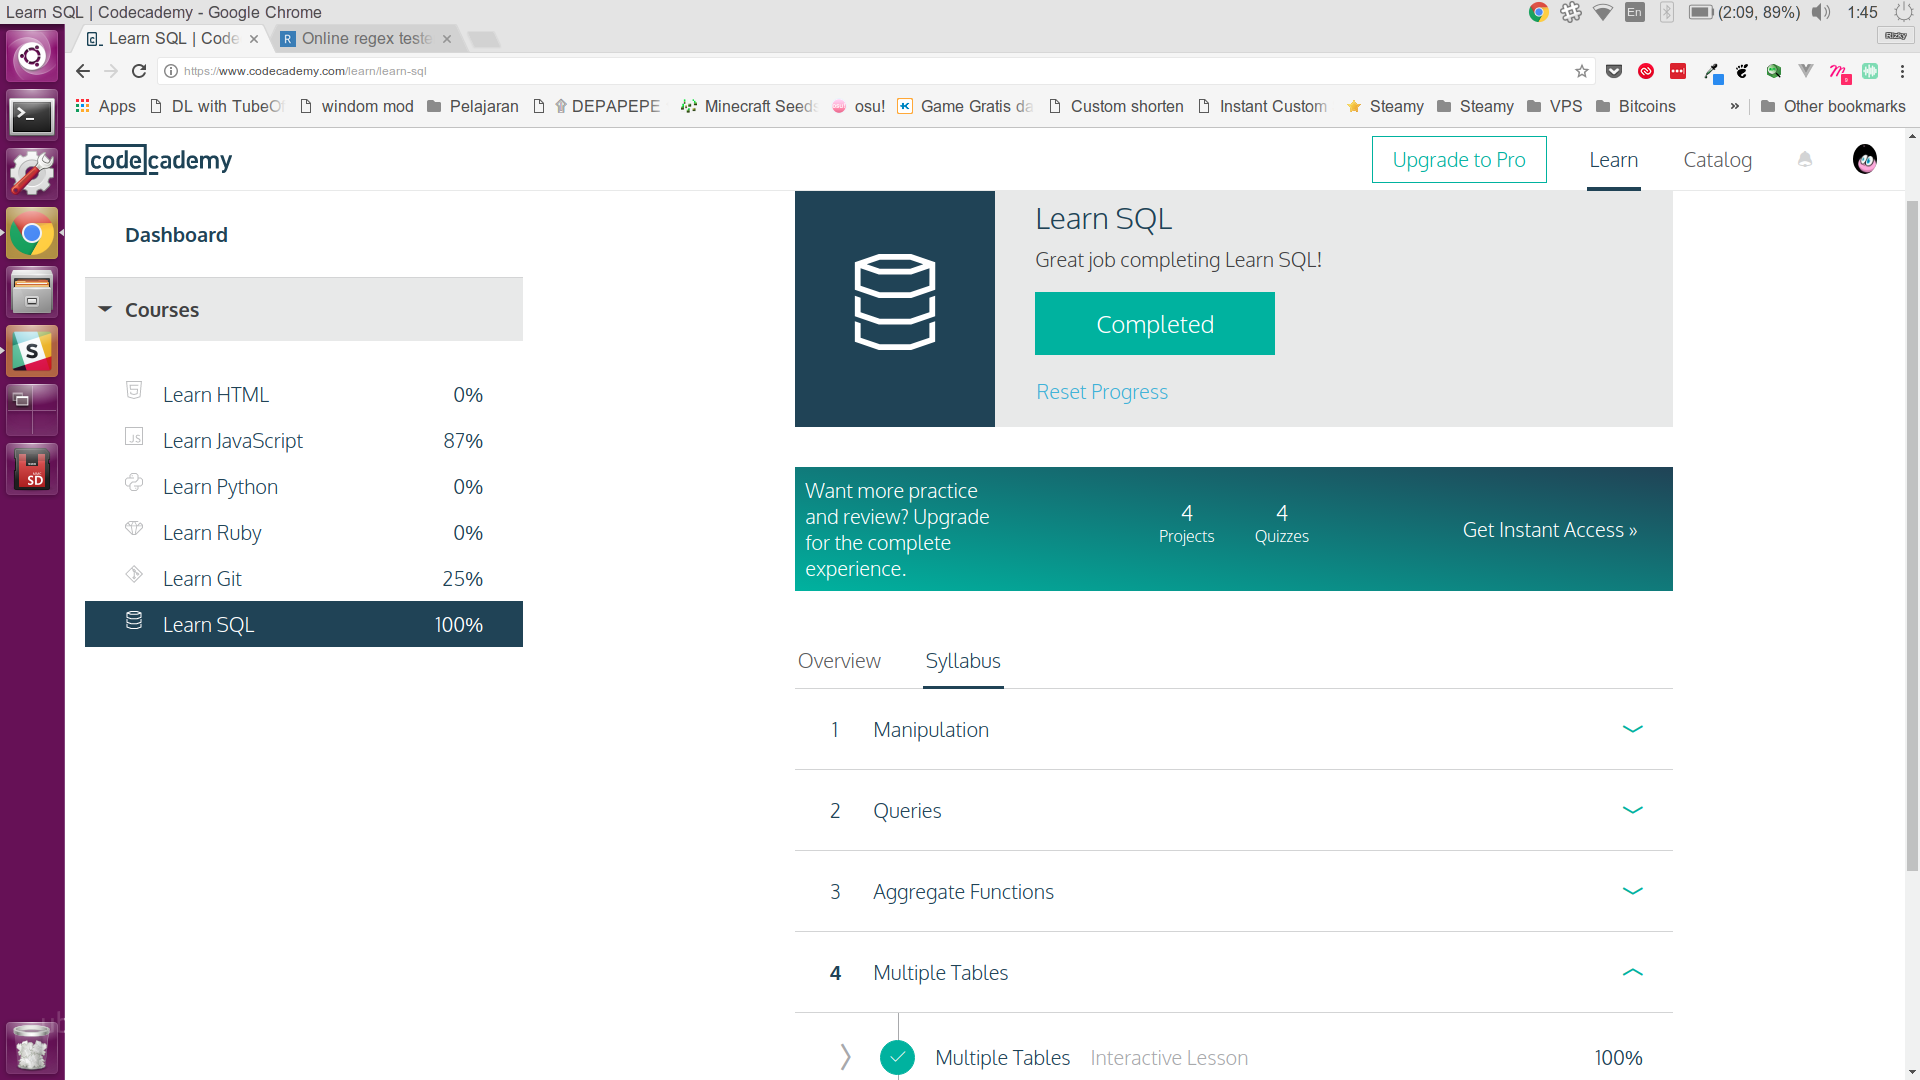 Learn SQL | Codecademy - Google Chrome
En
(2:09, 89%)
1:45
Learn SQL | Code
Online regex teste
Rizky
https://www.codecademy.com/learn/learn-sql
Apps
DL with TubeOf
windom mod
Pelajaran
DEPAPEPE
Minecraft Seeds
osu!
Game Gratis da
Custom shorten
Instant Custom
Steamy
Steamy
VPS
Bitcoins
»
Other bookmarks
codecademy
Upgrade to Pro
Learn
Catalog
Dashboard
Courses
Learn HTML 0%
Learn JavaScript 87%
Learn Python 0%
Learn Ruby 0%
Learn Git 25%
Learn SQL 100%
Learn SQL
Great job completing Learn SQL!
Completed
Reset Progress
Want more practice
and review? Upgrade
for the complete
experience.
4
Projects
4
Quizzes
Get Instant Access »
Overview
Syllabus
1 Manipulation
2 Queries
3 Aggregate Functions
4 Multiple Tables
Multiple Tables Interactive Lesson 100%